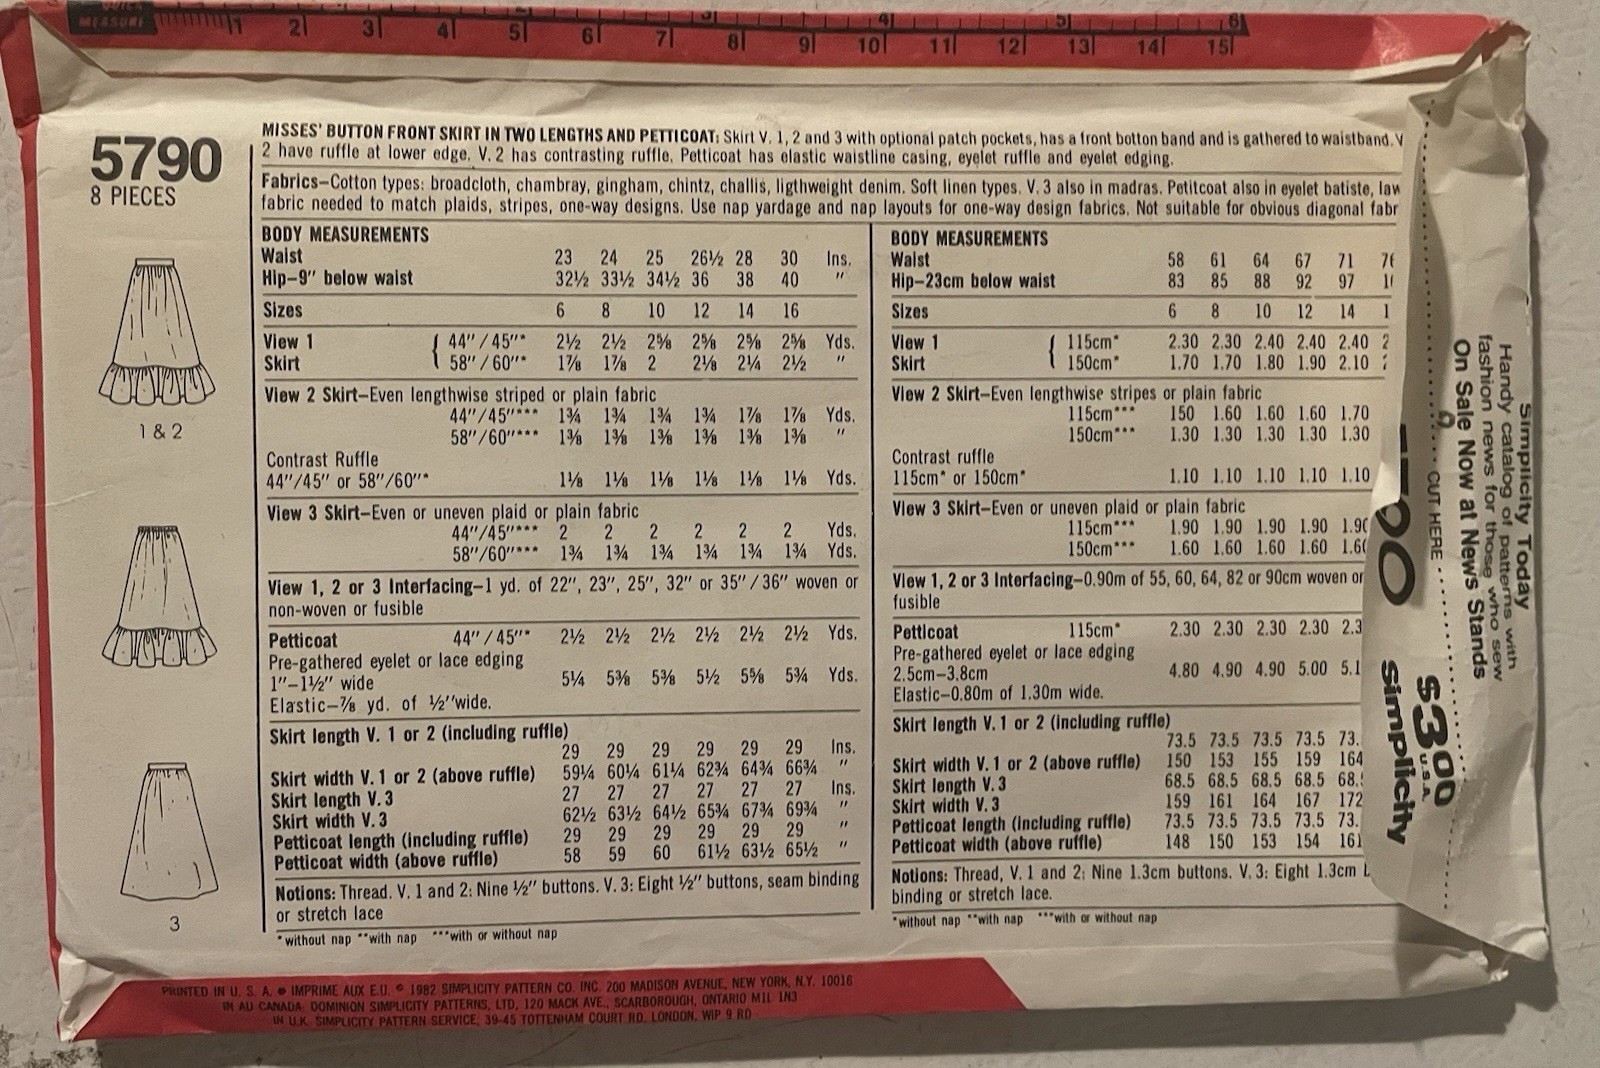 MEASURE 1 2 3 4 5 6 7 8 9 10 11 12 13 14 15
4 5 6
5790
8 PIECES
1 & 2
3
MISSES' BUTTON FRONT SKIRT IN TWO LENGTHS AND PETTICOAT: Skirt V. 1, 2 and 3 with optional patch pockets, has a front botton band and is gathered to waistband. V
2 have ruffle at lower edge. V. 2 has contrasting ruffle. Petticoat has elastic waistline casing, eyelet ruffle and eyelet edging.
Fabrics—Cotton types: broadcloth, chambray, gingham, chintz, challis, ligthweight denim. Soft linen types. V. 3 also in madras. Petitcoat also in eyelet batiste, law
fabric needed to match plaids, stripes, one-way designs. Use nap yardage and nap layouts for one-way design fabrics. Not suitable for obvious diagonal fabr
BODY MEASUREMENTS
Waist 23 24 25 26½ 28 30 Ins.
Hip—9" below waist 32½ 33½ 34½ 36 38 40 "
Sizes 6 8 10 12 14 16
View 1 { 44"/45"* 2½ 2½ 2⅝ 2⅝ 2⅝ 2⅝ Yds.
Skirt 58"/60"* 1⅞ 1⅞ 2 2⅛ 2¼ 2½ "
View 2 Skirt—Even lengthwise striped or plain fabric
44"/45"*** 1¾ 1¾ 1¾ 1¾ 1⅞ 1⅞ Yds.
58"/60"*** 1⅜ 1⅜ 1⅜ 1⅜ 1⅜ 1⅜ "
Contrast Ruffle
44"/45" or 58"/60"* 1⅛ 1⅛ 1⅛ 1⅛ 1⅛ 1⅛ Yds.
View 3 Skirt—Even or uneven plaid or plain fabric
44"/45"*** 2 2 2 2 2 2 Yds.
58"/60"*** 1¾ 1¾ 1¾ 1¾ 1¾ 1¾ Yds.
View 1, 2 or 3 Interfacing—1 yd. of 22", 23", 25", 32" or 35"/36" woven or
non-woven or fusible
Petticoat 44"/45"* 2½ 2½ 2½ 2½ 2½ 2½ Yds.
Pre-gathered eyelet or lace edging
1"—1½" wide 5¼ 5⅜ 5⅜ 5½ 5⅝ 5¾ Yds.
Elastic—⅞ yd. of ½"wide.
Skirt length V. 1 or 2 (including ruffle)
29 29 29 29 29 29 Ins.
Skirt width V. 1 or 2 (above ruffle) 59¼ 60¼ 61¼ 62¾ 64¾ 66¾ "
Skirt length V. 3 27 27 27 27 27 27 Ins.
Skirt width V. 3 62½ 63½ 64½ 65¾ 67¾ 69¾ "
Petticoat length (including ruffle) 29 29 29 29 29 29 "
Petticoat width (above ruffle) 58 59 60 61½ 63½ 65½ "
Notions: Thread. V. 1 and 2: Nine ½" buttons. V. 3: Eight ½" buttons, seam binding
or stretch lace
*without nap **with nap ***with or without nap
BODY MEASUREMENTS
Waist 58 61 64 67 71
Hip—23cm below waist 83 85 88 92 97
Sizes 6 8 10 12 14 1
View 1 { 115cm* 2.30 2.30 2.40 2.40 2.40 2
Skirt 150cm* 1.70 1.70 1.80 1.90 2.10
View 2 Skirt—Even lengthwise stripes or plain fabric
115cm*** 150 1.60 1.60 1.60 1.70
150cm*** 1.30 1.30 1.30 1.30 1.30
Contrast ruffle
115cm* or 150cm* 1.10 1.10 1.10 1.10 1.10
View 3 Skirt—Even or uneven plaid or plain fabric
115cm*** 1.90 1.90 1.90 1.90 1.90
150cm*** 1.60 1.60 1.60 1.60 1.6
View 1, 2 or 3 Interfacing—0.90m of 55, 60, 64, 82 or 90cm woven or
fusible
Petticoat 115cm* 2.30 2.30 2.30 2.30 2.3
Pre-gathered eyelet or lace edging
2.5cm—3.8cm 4.80 4.90 4.90 5.00 5.1
Elastic—0.80m of 1.30m wide.
Skirt length V. 1 or 2 (including ruffle)
73.5 73.5 73.5 73.5 73.
Skirt width V. 1 or 2 (above ruffle) 150 153 155 159 164
Skirt length V. 3 68.5 68.5 68.5 68.5 68.
Skirt width V. 3 159 161 164 167 172
Petticoat length (including ruffle) 73.5 73.5 73.5 73.5 73.
Petticoat width (above ruffle) 148 150 153 154 161
Notions: Thread, V. 1 and 2: Nine 1.3cm buttons. V. 3: Eight 1.3cm
binding or stretch lace.
*without nap **with nap ***with or without nap
Simplicity Today
Handy catalog of patterns with
fashion news for those who sew
On Sale Now at News Stands
CUT HERE
$3.00
U.S.A.
simplicity
PRINTED IN U. S. A. • IMPRIME AUX E.U. © 1982 SIMPLICITY PATTERN CO. INC. 200 MADISON AVENUE, NEW YORK, N.Y. 10016
IN AU CANADA: DOMINION SIMPLICITY PATTERNS, LTD. 120 MACK AVE., SCARBOROUGH, ONTARIO M1L 1N3
IN U.K. SIMPLICITY PATTERN SERVICE, 39-45 TOTTENHAM COURT RD. LONDON, WIP 9 RD